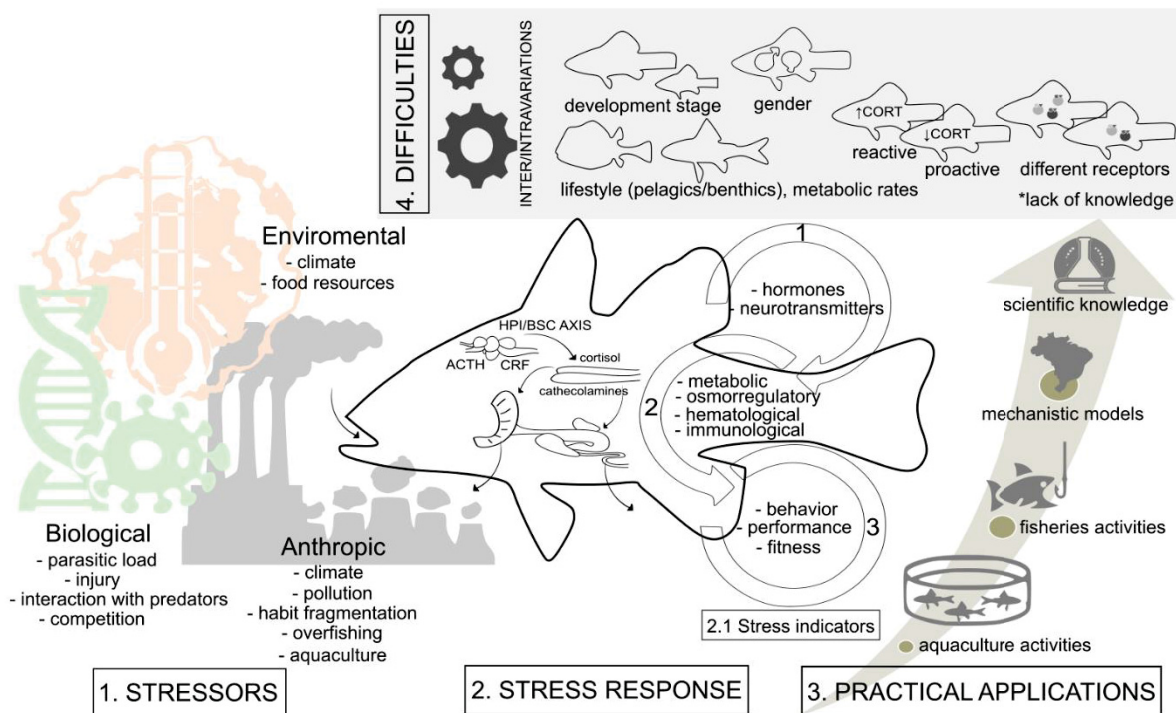 4. DIFFICULTIES
INTER/INTRAVARIATIONS
development stage
gender
↑CORT
reactive
↓CORT
proactive
different receptors
lifestyle (pelagics/benthics), metabolic rates
*lack of knowledge
Enviromental
- climate
- food resources
Biological
- parasitic load
- injury
- interaction with predators
- competition
Anthropic
- climate
- pollution
- habit fragmentation
- overfishing
- aquaculture
1. STRESSORS
HPI/BSC AXIS
ACTH
CRF
cortisol
cathecolamines
1
- hormones
- neurotransmitters
2
- metabolic
- osmorregulatory
- hematological
- immunological
3
- behavior
- performance
- fitness
2.1 Stress indicators
2. STRESS RESPONSE
scientific knowledge
mechanistic models
fisheries activities
aquaculture activities
3. PRACTICAL APPLICATIONS